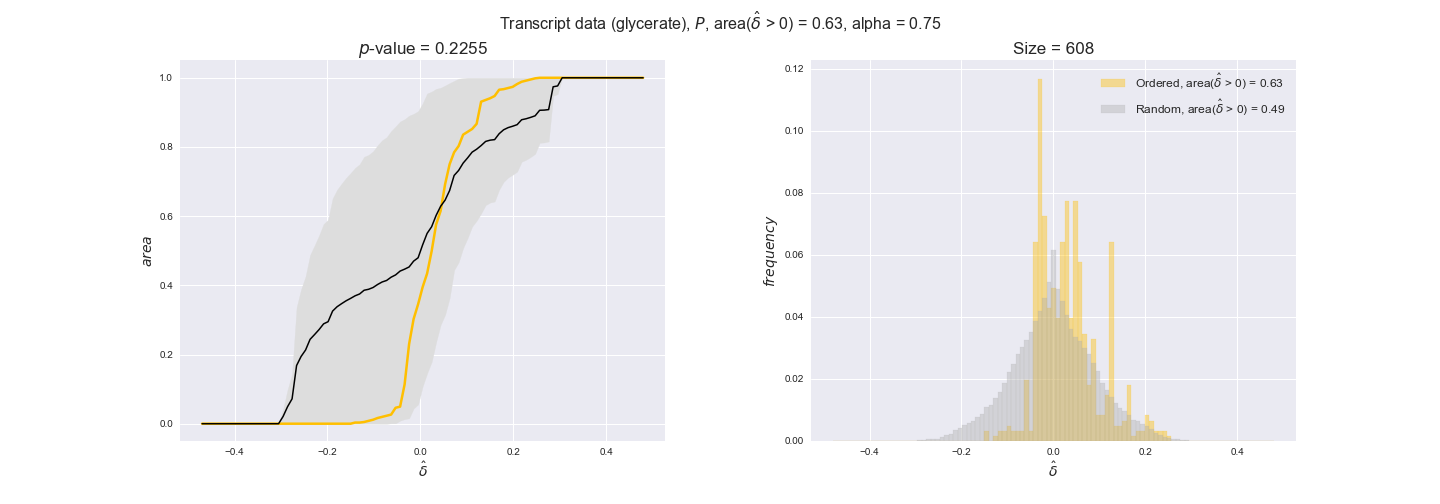 Transcript data (glycerate), P, area(δ̂ > 0) = 0.63, alpha = 0.75
p-value = 0.2255
1.0
0.8
0.6
0.4
0.2
0.0
area
−0.4 −0.2 0.0 0.2 0.4
δ̂
Size = 608
Ordered, area(δ̂ > 0) = 0.63
Random, area(δ̂ > 0) = 0.49
0.12
0.10
0.08
0.06
0.04
0.02
0.00
frequency
−0.4 −0.2 0.0 0.2 0.4
δ̂